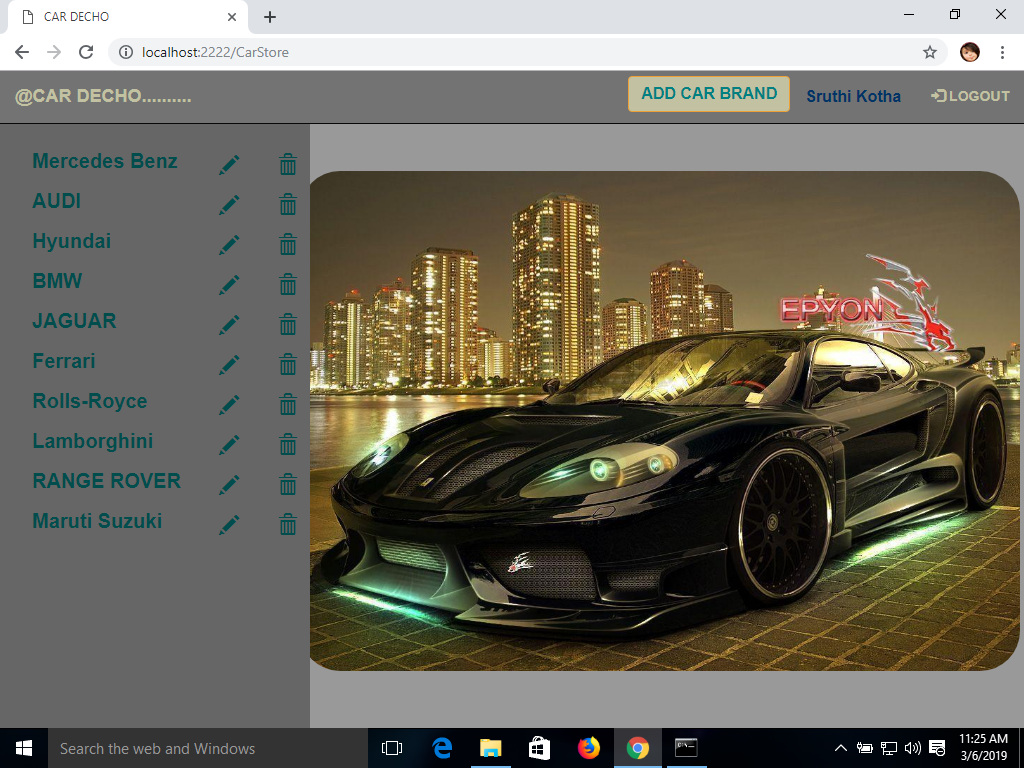 CAR DECHO
localhost:2222/CarStore
@CAR DECHO..........
ADD CAR BRAND
Sruthi Kotha
LOGOUT
Mercedes Benz
AUDI
Hyundai
BMW
JAGUAR
Ferrari
Rolls-Royce
Lamborghini
RANGE ROVER
Maruti Suzuki
EPYON
Search the web and Windows
11:25 AM
3/6/2019